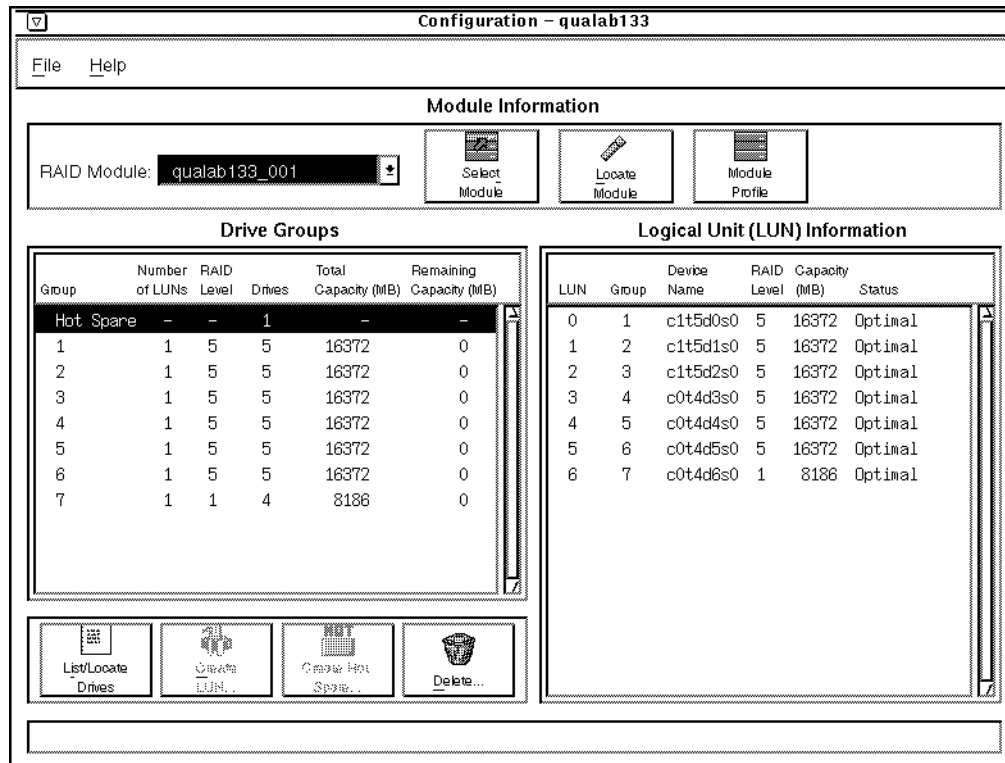 Configuration – qualab133
File Help
Module Information
RAID Module: qualab133_001
Select Module
Locate Module
Module Profile
Drive Groups
Group Number of LUNs RAID Level Drives Total Capacity (MB) Remaining Capacity (MB)
Hot Spare – – 1 – –
1 1 5 5 16372 0
2 1 5 5 16372 0
3 1 5 5 16372 0
4 1 5 5 16372 0
5 1 5 5 16372 0
6 1 5 5 16372 0
7 1 1 4 8186 0
Logical Unit (LUN) Information
LUN Group Device Name RAID Level Capacity (MB) Status
0 1 c1t5d0s0 5 16372 Optimal
1 2 c1t5d1s0 5 16372 Optimal
2 3 c1t5d2s0 5 16372 Optimal
3 4 c0t4d3s0 5 16372 Optimal
4 5 c0t4d4s0 5 16372 Optimal
5 6 c0t4d5s0 5 16372 Optimal
6 7 c0t4d6s0 1 8186 Optimal
List/Locate Drives
Create LUN...
HOT
Create Hot Spare...
Delete...